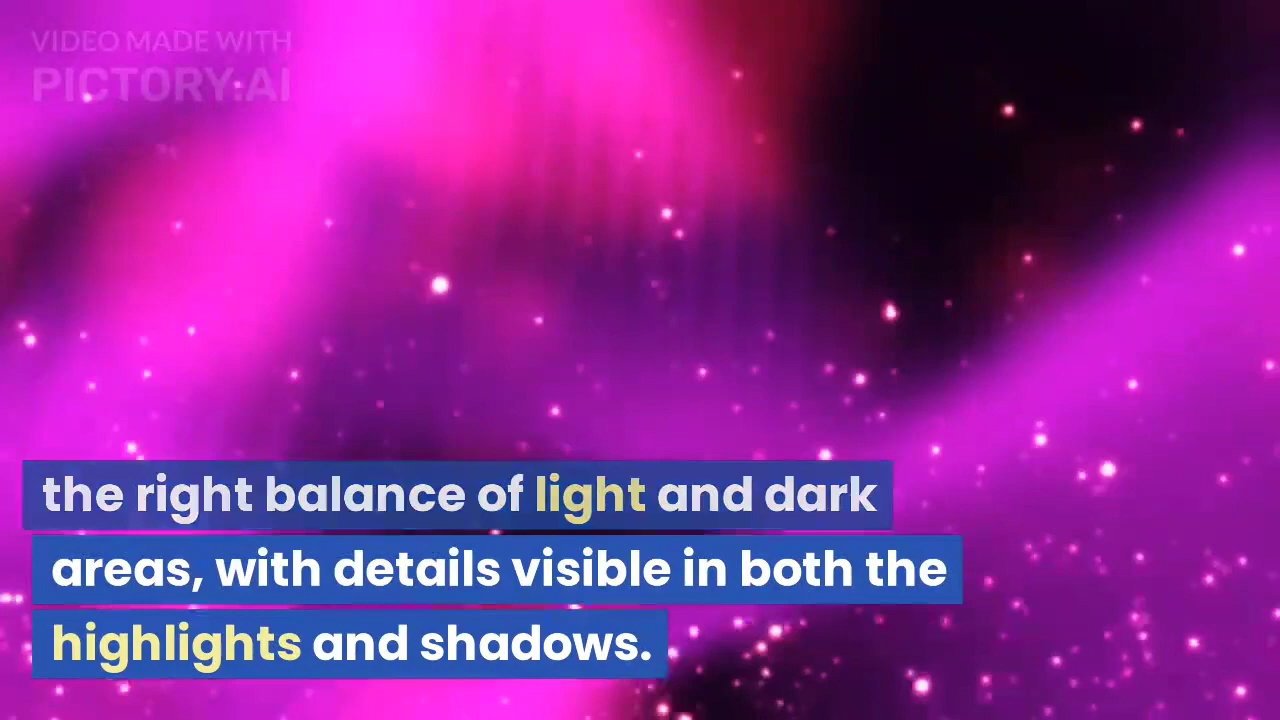 VIDEO MADE WITH
PICTORY.AI
the right balance of light and dark
areas, with details visible in both the
highlights and shadows.